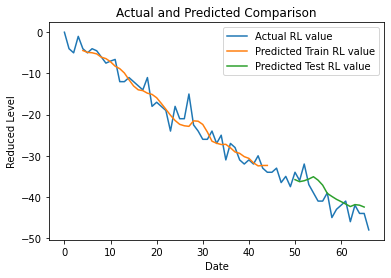 Actual and Predicted Comparison
Actual RL value
Predicted Train RL value
Predicted Test RL value
Reduced Level
0
−10
−20
−30
−40
−50
0
10
20
30
40
50
60
Date